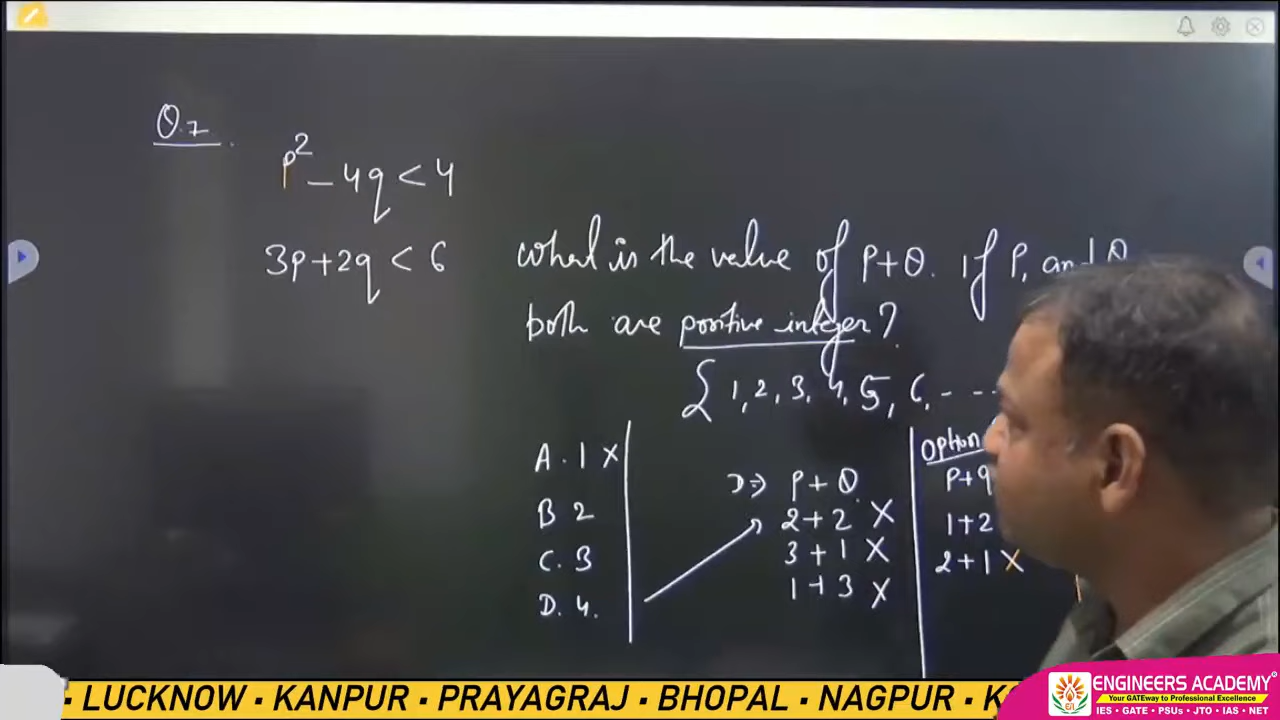 Q.7
p² - 4q < 4
3p + 2q < 6
What is the value of P+Q. If P, and Q
both are positive integer?
{1, 2, 3, 4, 5, 6, - - -
A. 1 ×
B 2
C. 3
D. 4.
D⇒ P + Q.
2 + 2 ×
3 + 1 ×
1 + 3 ×
Option
P+q
1+2
2+1 ×
· LUCKNOW · KANPUR · PRAYAGRAJ · BHOPAL · NAGPUR ·
ENGINEERS ACADEMY
Your GATEway to Professional Excellence
IES · GATE · PSUs · JTO · IAS · NET